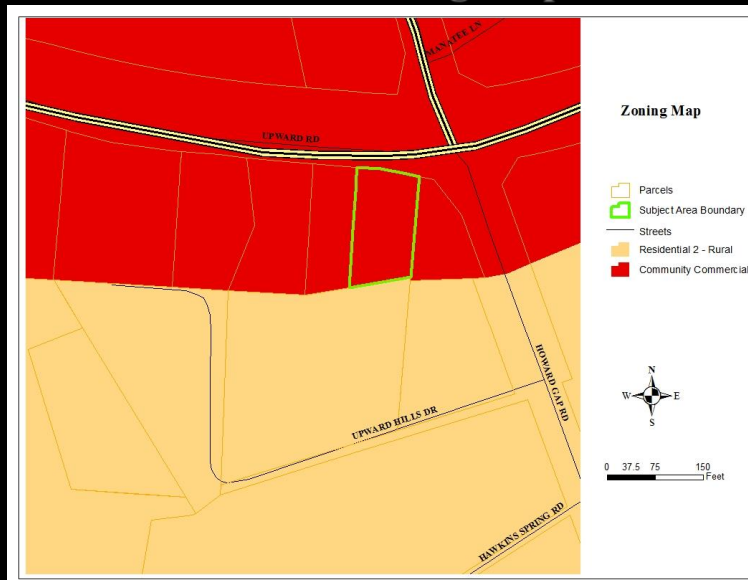 MANATEE LN
UPWARD RD
HOWARD GAP RD
UPWARD HILLS DR
HAWKINS SPRING RD
Zoning Map
Parcels
Subject Area Boundary
Streets
Residential 2 - Rural
Community Commercial
N
W E
S
0 37.5 75 150
Feet